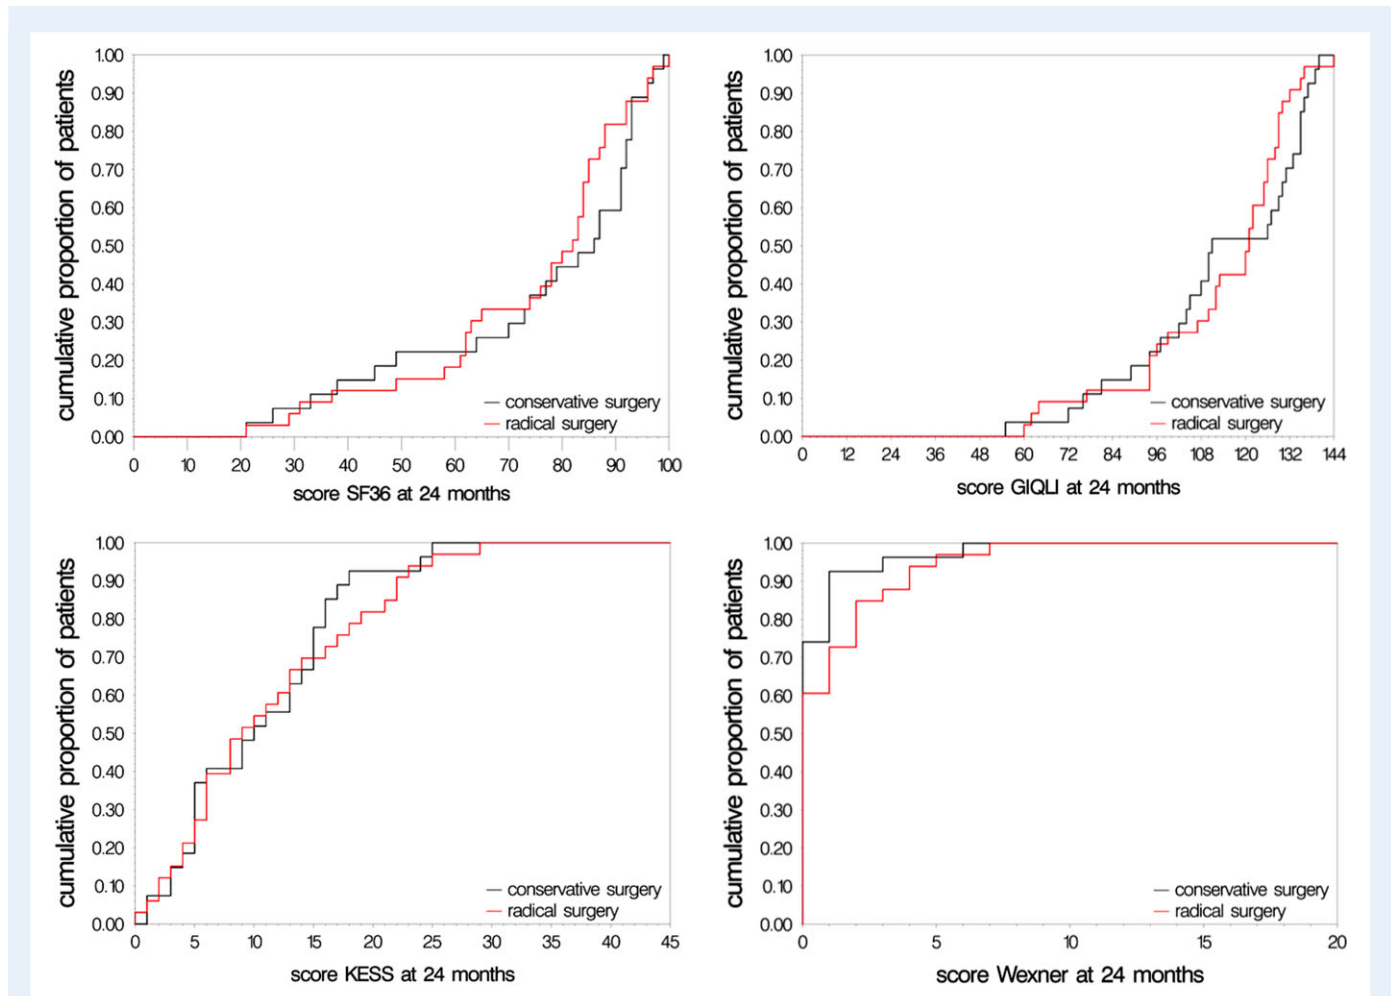 cumulative proportion of patients
1.00
0.90
0.80
0.70
0.60
0.50
0.40
0.30
0.20
0.10
0.00
conservative surgery
radical surgery
0 10 20 30 40 50 60 70 80 90 100
score SF36 at 24 months
cumulative proportion of patients
1.00
0.90
0.80
0.70
0.60
0.50
0.40
0.30
0.20
0.10
0.00
conservative surgery
radical surgery
0 12 24 36 48 60 72 84 96 108 120 132 144
score GIQLI at 24 months
cumulative proportion of patients
1.00
0.90
0.80
0.70
0.60
0.50
0.40
0.30
0.20
0.10
0.00
conservative surgery
radical surgery
0 5 10 15 20 25 30 35 40 45
score KESS at 24 months
cumulative proportion of patients
1.00
0.90
0.80
0.70
0.60
0.50
0.40
0.30
0.20
0.10
0.00
conservative surgery
radical surgery
0 5 10 15 20
score Wexner at 24 months